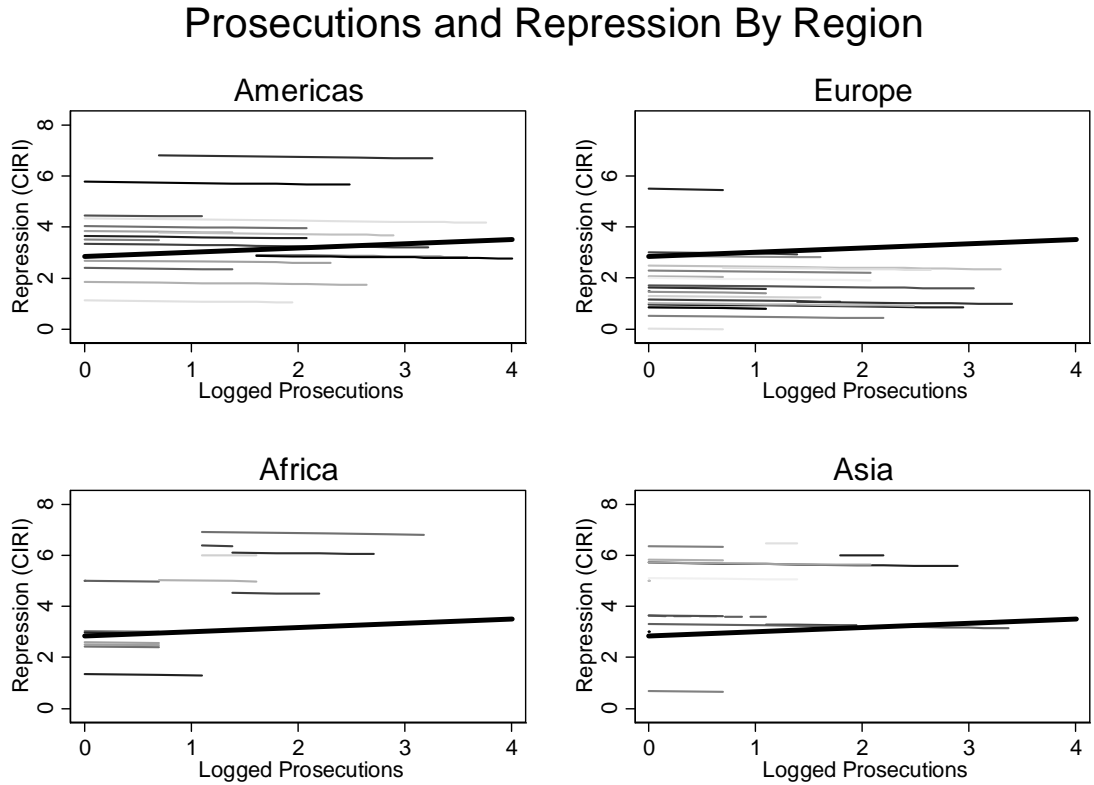 Prosecutions and Repression By Region
Americas
Repression (CIRI)
8
6
4
2
0
0 1 2 3 4
Logged Prosecutions
Europe
Repression (CIRI)
6
4
2
0
0 1 2 3 4
Logged Prosecutions
Africa
Repression (CIRI)
8
6
4
2
0
0 1 2 3 4
Logged Prosecutions
Asia
Repression (CIRI)
8
6
4
2
0
0 1 2 3 4
Logged Prosecutions